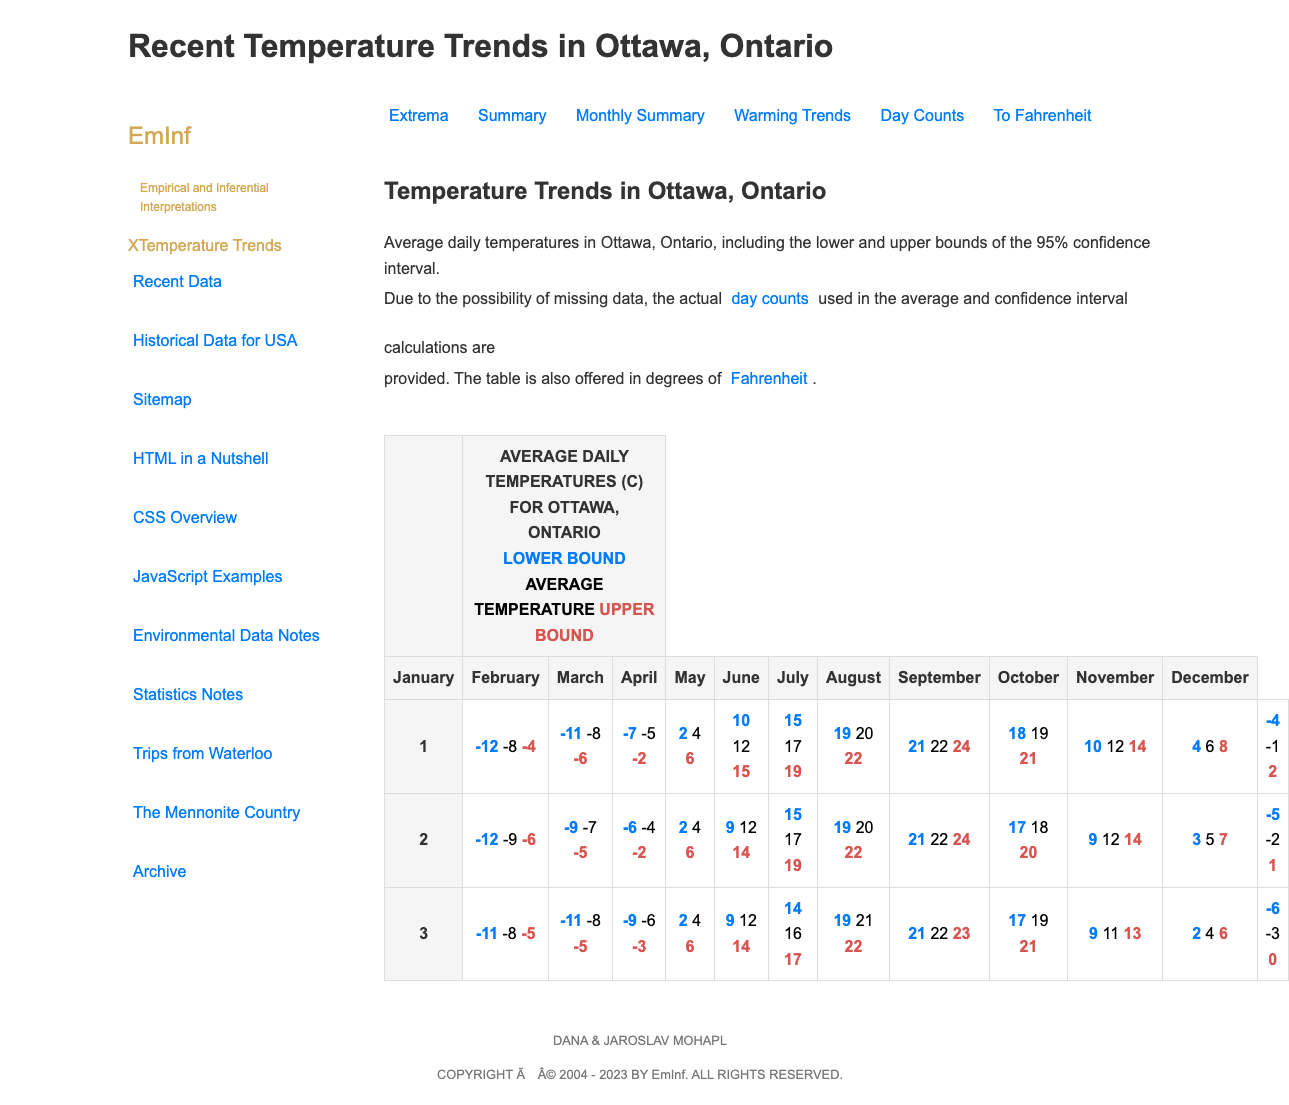 Recent Temperature Trends in Ottawa, Ontario
EmInf
Empirical and Inferential
Interpretations
XTemperature Trends
Recent Data
Historical Data for USA
Sitemap
HTML in a Nutshell
CSS Overview
JavaScript Examples
Environmental Data Notes
Statistics Notes
Trips from Waterloo
The Mennonite Country
Archive
Extrema Summary Monthly Summary Warming Trends Day Counts To Fahrenheit
Temperature Trends in Ottawa, Ontario
Average daily temperatures in Ottawa, Ontario, including the lower and upper bounds of the 95% confidence
interval.
Due to the possibility of missing data, the actual day counts used in the average and confidence interval
calculations are
provided. The table is also offered in degrees of Fahrenheit .
AVERAGE DAILY
TEMPERATURES (C)
FOR OTTAWA,
ONTARIO
LOWER BOUND
AVERAGE
TEMPERATURE UPPER
BOUND
January February March April May June July August September October November December
1 -12 -8 -4 -11 -8 -6 -7 -5 -2 2 4 6 10 12 15 15 17 19 19 20 22 21 22 24 18 19 21 10 12 14 4 6 8 -4 -1 2
2 -12 -9 -6 -9 -7 -5 -6 -4 -2 2 4 6 9 12 14 15 17 19 19 20 22 21 22 24 17 18 20 9 12 14 3 5 7 -5 -2 1
3 -11 -8 -5 -11 -8 -5 -9 -6 -3 2 4 6 9 12 14 14 16 17 19 21 22 21 22 23 17 19 21 9 11 13 2 4 6 -6 -3 0
DANA & JAROSLAV MOHAPL
COPYRIGHT Ã Â© 2004 - 2023 BY EmInf. ALL RIGHTS RESERVED.